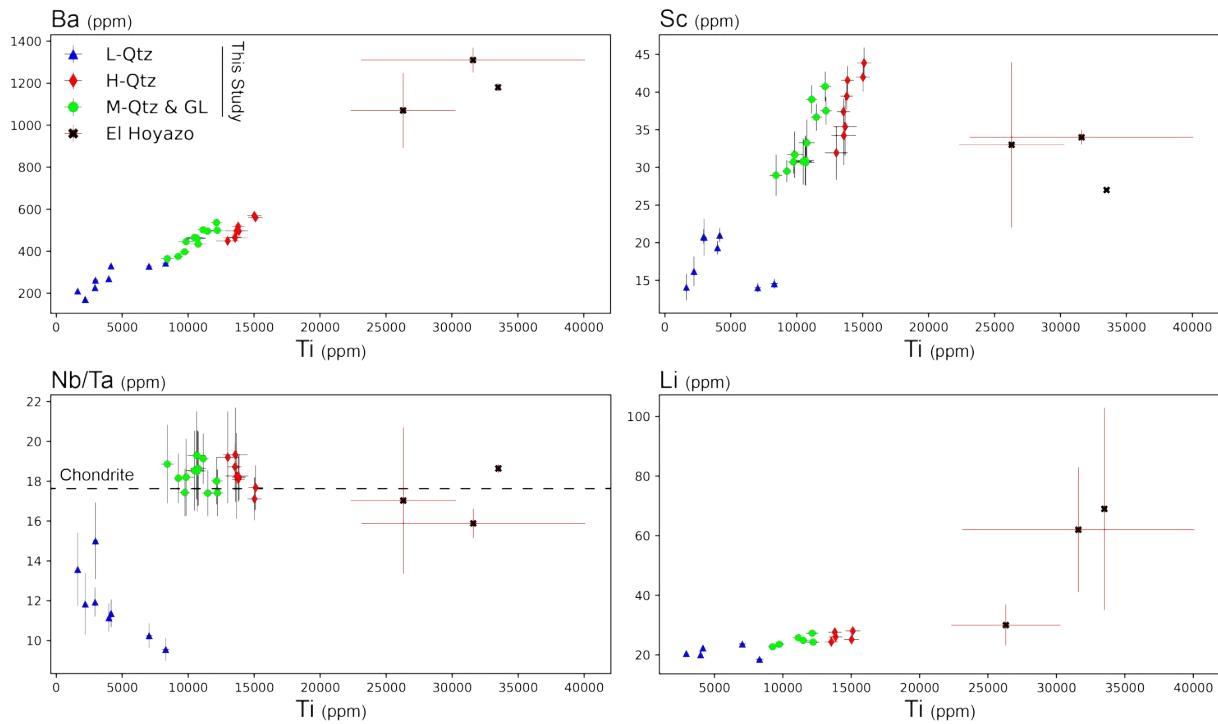 Ba (ppm)
1400
1200
1000
800
600
400
200
L-Qtz
H-Qtz
M-Qtz & GL
El Hoyazo
This Study
0 5000 10000 15000 20000 25000 30000 35000 40000
Ti (ppm)
Sc (ppm)
45
40
35
30
25
20
15
0 5000 10000 15000 20000 25000 30000 35000 40000
Ti (ppm)
Nb/Ta (ppm)
22
20
18
16
14
12
10
Chondrite
0 5000 10000 15000 20000 25000 30000 35000 40000
Ti (ppm)
Li (ppm)
100
80
60
40
20
5000 10000 15000 20000 25000 30000 35000 40000
Ti (ppm)